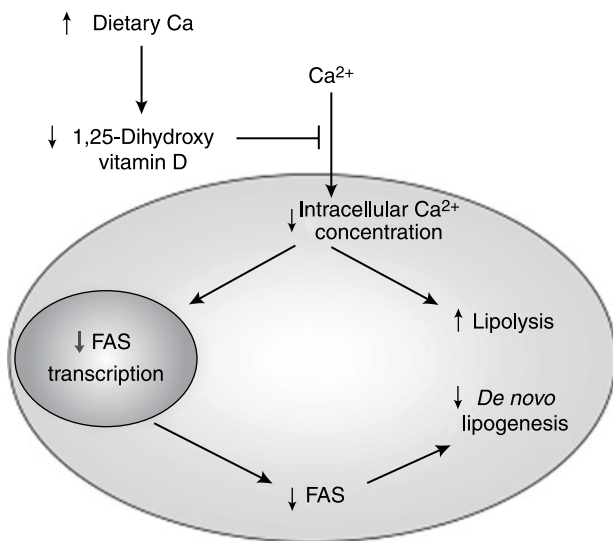 ↑ Dietary Ca
Ca²⁺
↓ 1,25-Dihydroxy
vitamin D
↓ Intracellular Ca²⁺
concentration
↓ FAS
transcription
↑ Lipolysis
↓ De novo
lipogenesis
↓ FAS